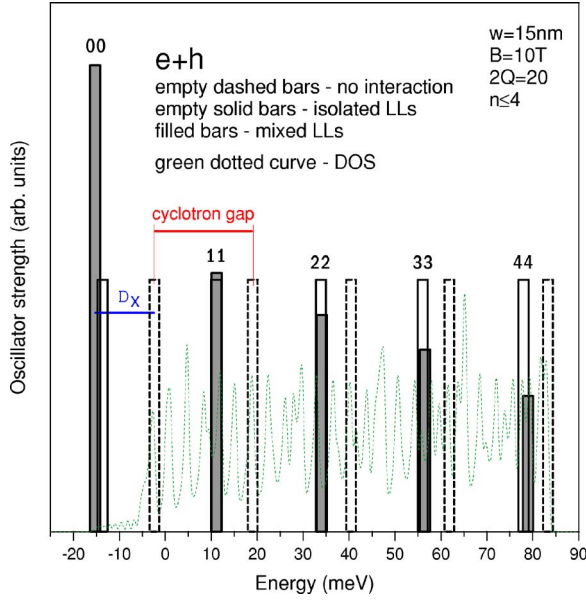 00
e+h
empty dashed bars - no interaction
empty solid bars - isolated LLs
filled bars - mixed LLs
green dotted curve - DOS
w=15nm
B=10T
2Q=20
n≤4
cyclotron gap
11
22
33
44
DX
Oscillator strength (arb. units)
-20 -10 0 10 20 30 40 50 60 70 80 90
Energy (meV)